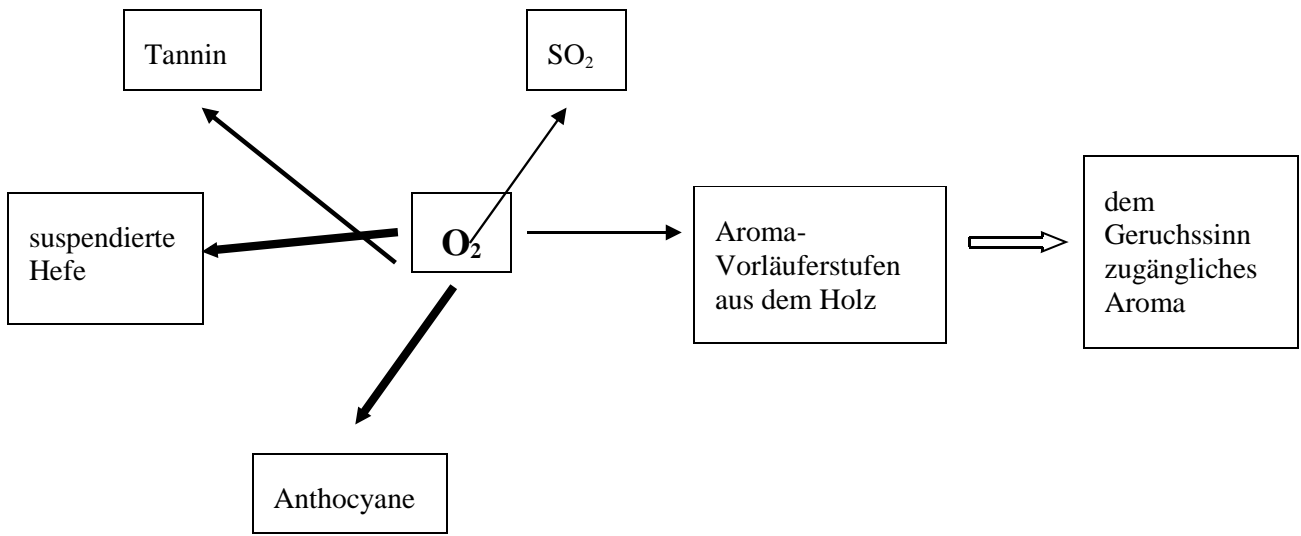 Tannin
SO₂
suspendierte
Hefe
O₂
Aroma-
Vorläuferstufen
aus dem Holz
dem
Geruchssinn
zugängliches
Aroma
Anthocyane